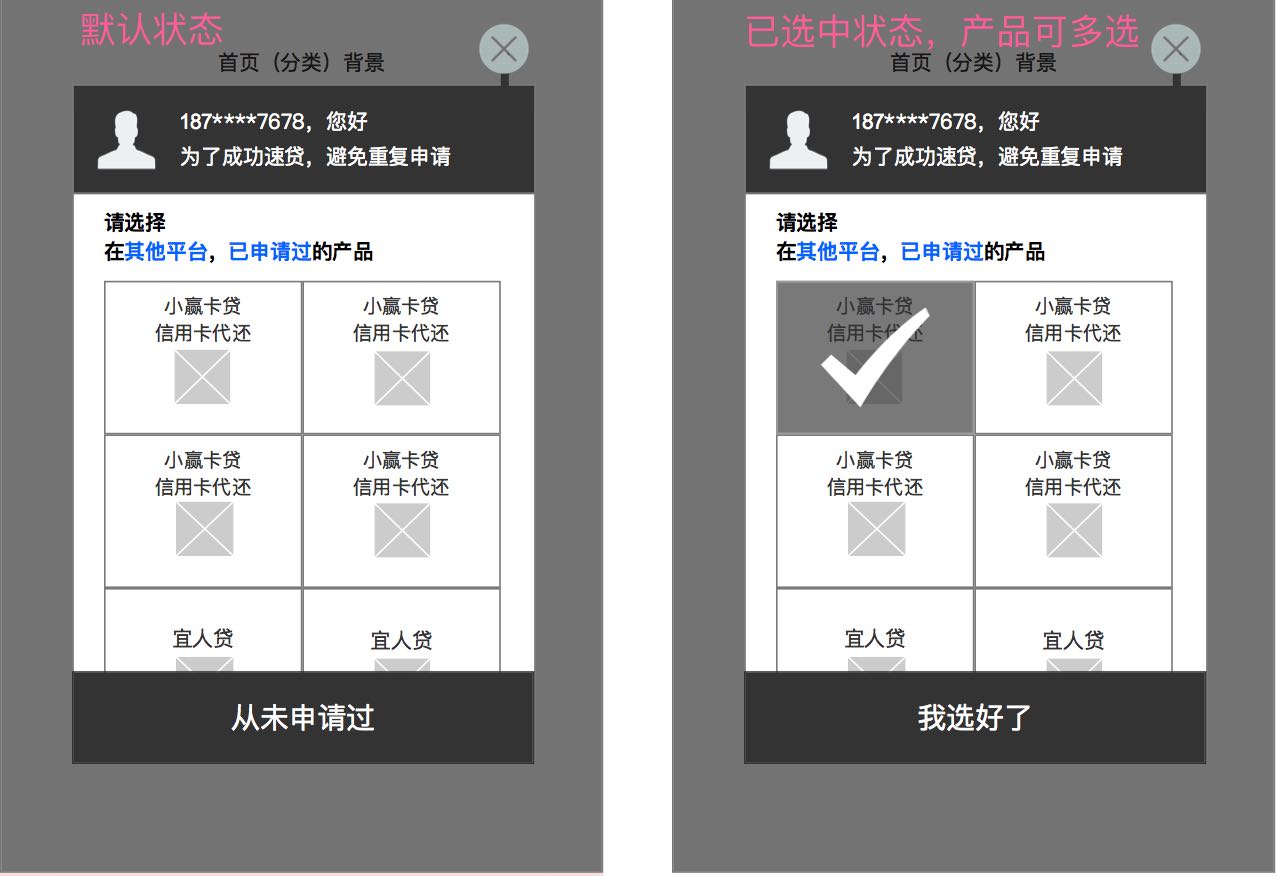 默认状态
首页（分类）背景
187****7678，您好
为了成功速贷，避免重复申请
请选择
在其他平台，已申请过的产品
小赢卡贷
信用卡代还
小赢卡贷
信用卡代还
小赢卡贷
信用卡代还
小赢卡贷
信用卡代还
宜人贷
宜人贷
从未申请过
已选中状态，产品可多选
首页（分类）背景
187****7678，您好
为了成功速贷，避免重复申请
请选择
在其他平台，已申请过的产品
小赢卡贷
信用卡代还
小赢卡贷
信用卡代还
小赢卡贷
信用卡代还
小赢卡贷
信用卡代还
宜人贷
宜人贷
我选好了